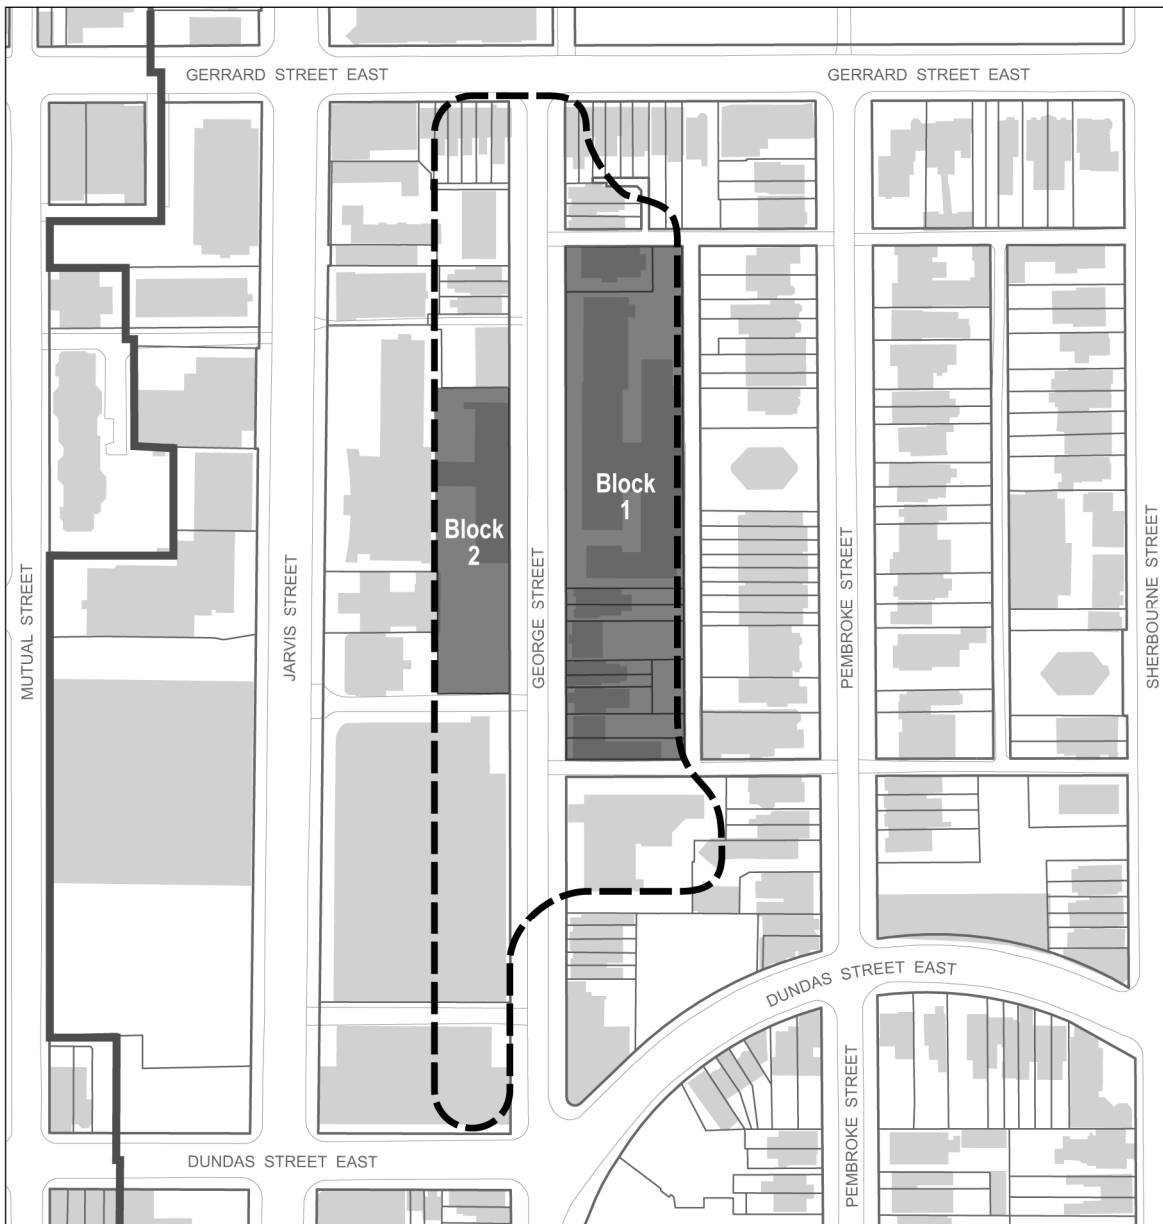 GERRARD STREET EAST
GERRARD STREET EAST
Block
1
Block
2
MUTUAL STREET
JARVIS STREET
GEORGE STREET
PEMBROKE STREET
SHERBOURNE STREET
DUNDAS STREET EAST
PEMBROKE STREET
DUNDAS STREET EAST